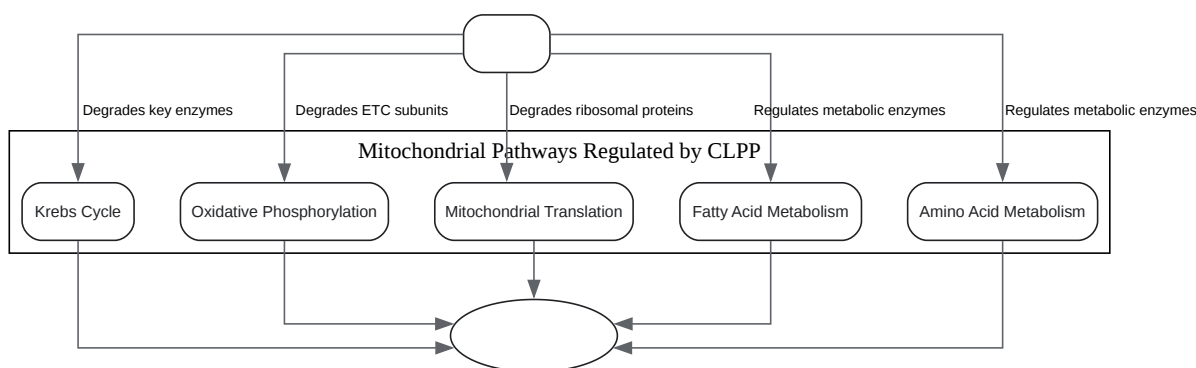 Degrades key enzymes
Degrades ETC subunits
Degrades ribosomal proteins
Regulates metabolic enzymes
Regulates metabolic enzymes
Mitochondrial Pathways Regulated by CLPP
Krebs Cycle
Oxidative Phosphorylation
Mitochondrial Translation
Fatty Acid Metabolism
Amino Acid Metabolism